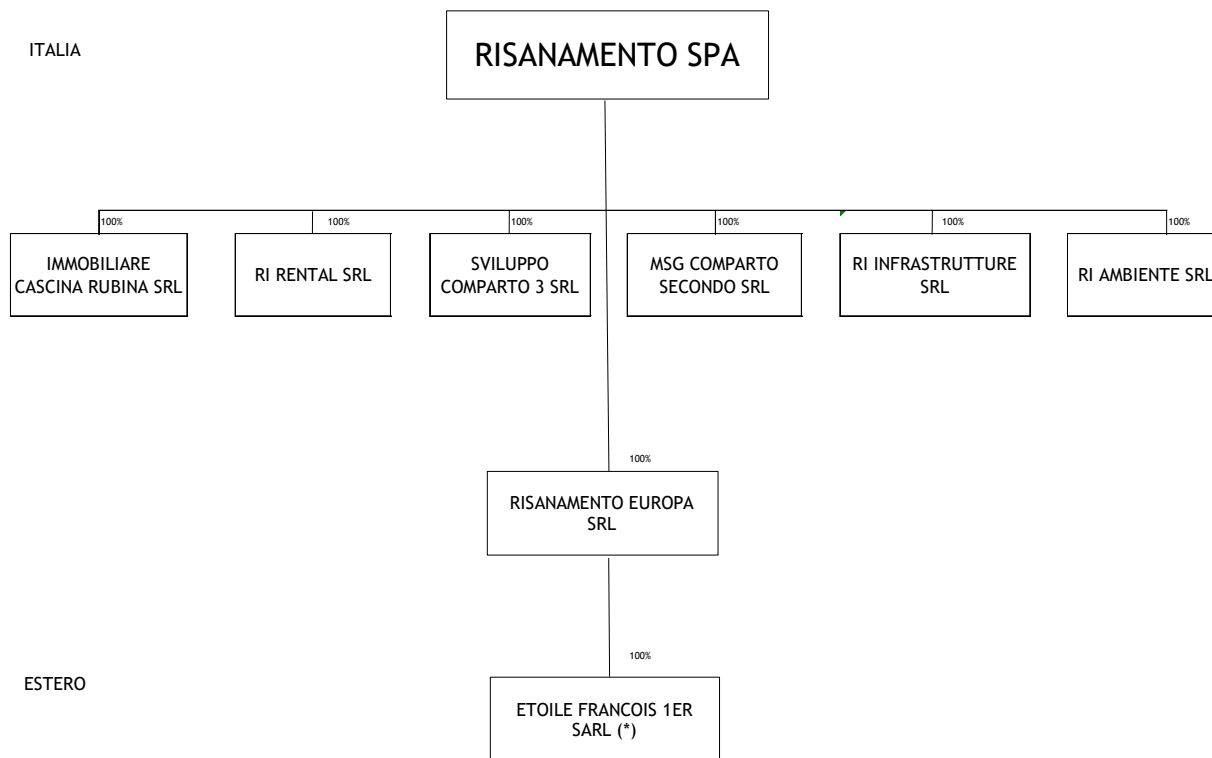 ITALIA
RISANAMENTO SPA
100%
100%
100%
100%
100%
100%
IMMOBILIARE
CASCINA RUBINA SRL
RI RENTAL SRL
SVILUPPO
COMPARTO 3 SRL
MSG COMPARTO
SECONDO SRL
RI INFRASTRUTTURE
SRL
RI AMBIENTE SRL
100%
RISANAMENTO EUROPA
SRL
100%
ESTERO
ETOILE FRANCOIS 1ER
SARL (*)